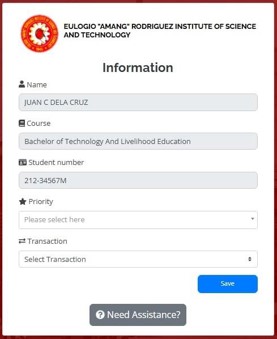 EULOGIO "AMANG" RODRIGUEZ INSTITUTE OF SCIENCE
AND TECHNOLOGY
Information
Name
JUAN C DELA CRUZ
Course
Bachelor of Technology And Livelihood Education
Student number
212-34567M
Priority
Please select here
Transaction
Select Transaction
Save
Need Assistance?